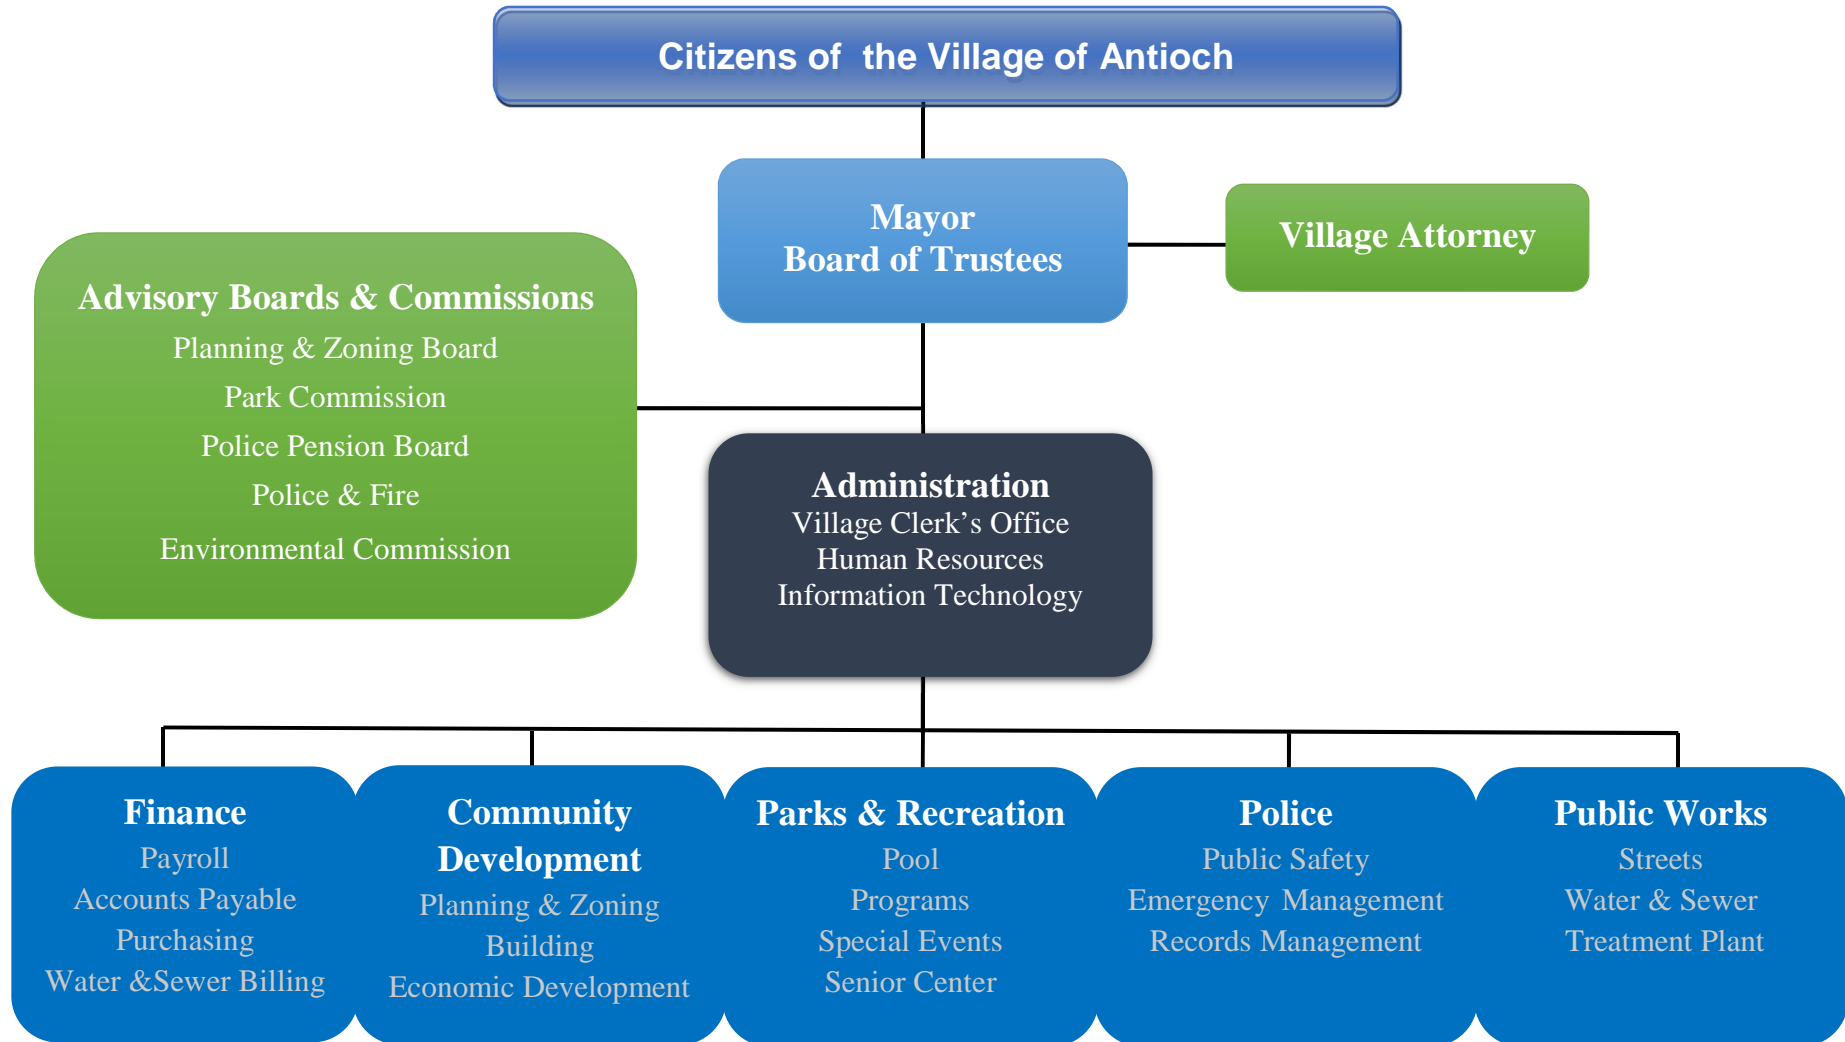 Citizens of the Village of Antioch
Mayor
Board of Trustees
Village Attorney
Advisory Boards & Commissions
Planning & Zoning Board
Park Commission
Police Pension Board
Police & Fire
Environmental Commission
Administration
Village Clerk’s Office
Human Resources
Information Technology
Finance
Payroll
Accounts Payable
Purchasing
Water &Sewer Billing
Community
Development
Planning & Zoning
Building
Economic Development
Parks & Recreation
Pool
Programs
Special Events
Senior Center
Police
Public Safety
Emergency Management
Records Management
Public Works
Streets
Water & Sewer
Treatment Plant